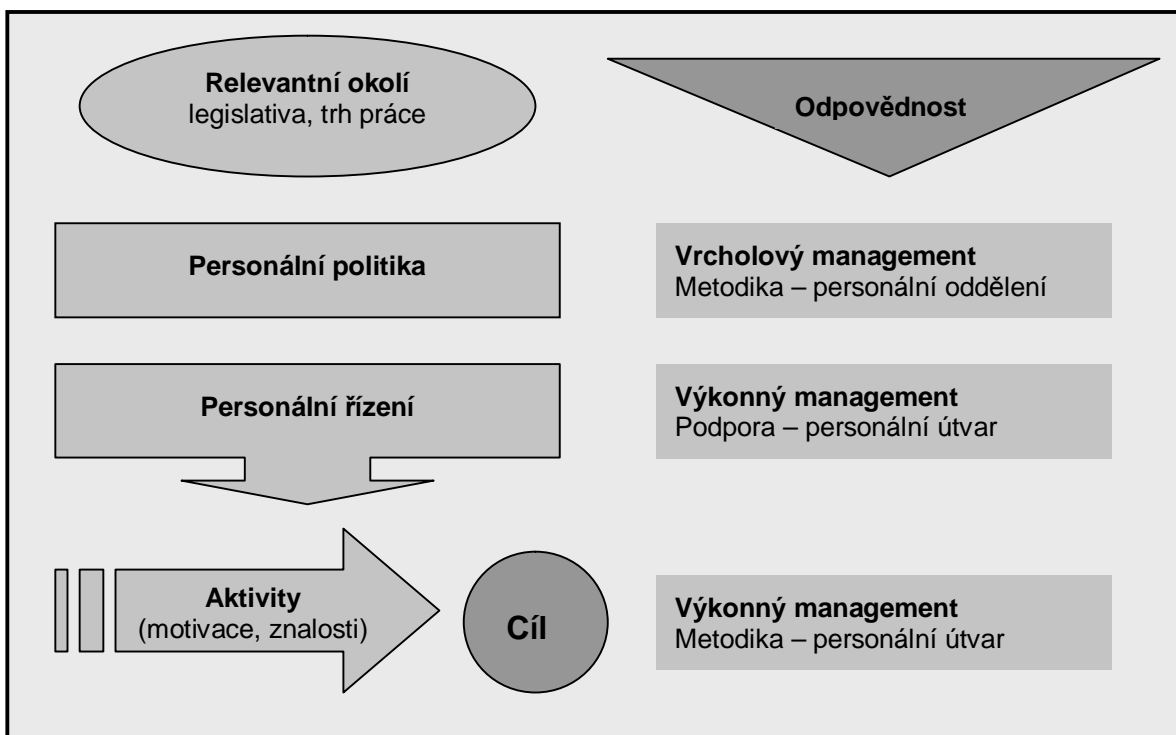 Relevantní okolí
legislativa, trh práce
Odpovědnost
Personální politika
Vrcholový management
Metodika – personální oddělení
Personální řízení
Výkonný management
Podpora – personální útvar
Aktivity
(motivace, znalosti)
Cíl
Výkonný management
Metodika – personální útvar